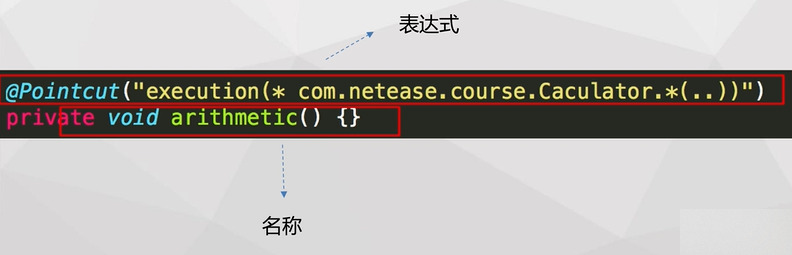 表达式
@Pointcut("execution(* com.netease.course.Caculator.*(..))")
private void arithmetic() {}
名称